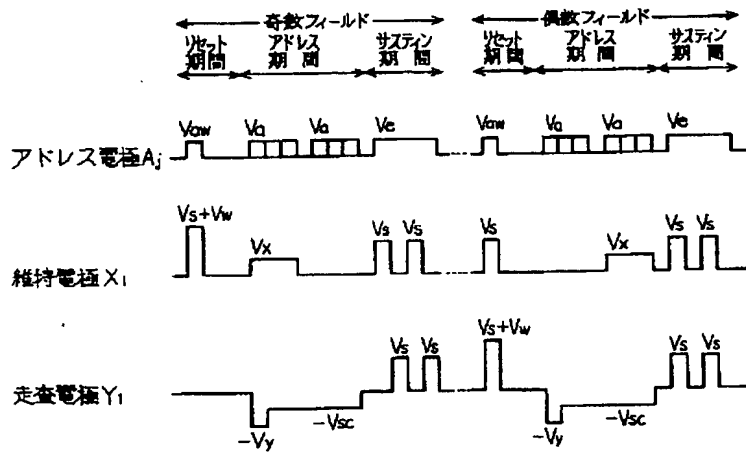 奇数フィールド 偶数フィールド
リセット期間 アドレス期間 サスティン期間 リセット期間 アドレス期間 サスティン期間
アドレス電極Aj Vaw Va Va Ve Vaw Va Va Ve
維持電極X1 Vs+Vw Vx Vs Vs Vs Vx Vs Vs
走査電極Y1 -Vy -Vsc Vs Vs Vs+Vw -Vy -Vsc Vs Vs